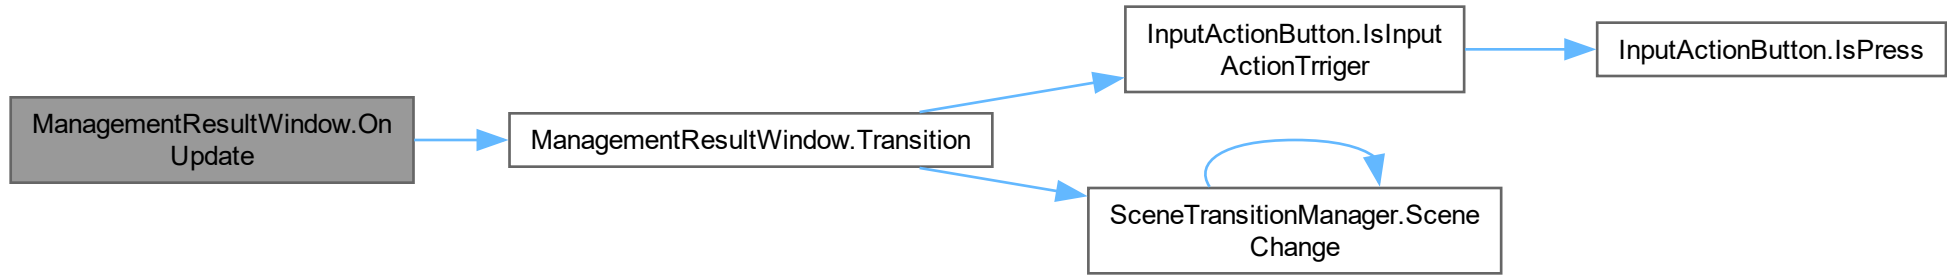 ManagementResultWindow.On
Update
ManagementResultWindow.Transition
InputActionButton.IsInput
ActionTrriger
InputActionButton.IsPress
SceneTransitionManager.Scene
Change